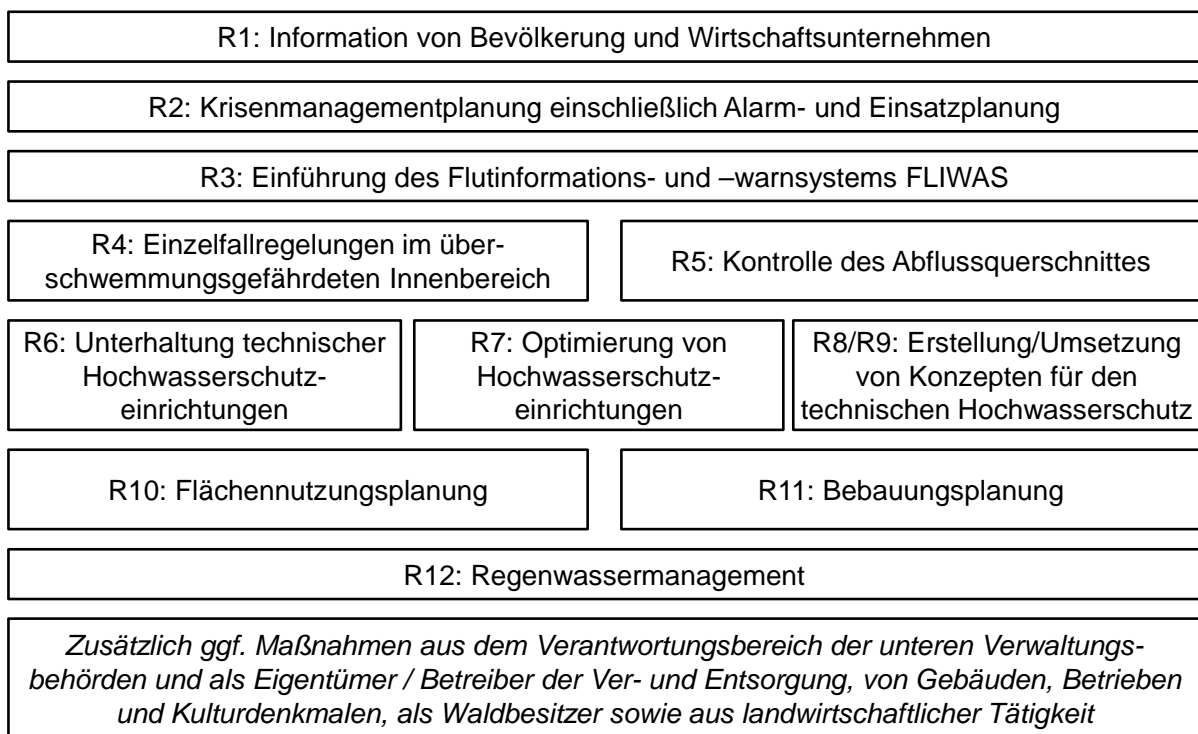 R1: Information von Bevölkerung und Wirtschaftsunternehmen
R2: Krisenmanagementplanung einschließlich Alarm- und Einsatzplanung
R3: Einführung des Flutinformations- und –warnsystems FLIWAS
R4: Einzelfallregelungen im über-
schwemmungsgefährdeten Innenbereich
R5: Kontrolle des Abflussquerschnittes
R6: Unterhaltung technischer
Hochwasserschutz-
einrichtungen
R7: Optimierung von
Hochwasserschutz-
einrichtungen
R8/R9: Erstellung/Umsetzung
von Konzepten für den
technischen Hochwasserschutz
R10: Flächennutzungsplanung
R11: Bebauungsplanung
R12: Regenwassermanagement
Zusätzlich ggf. Maßnahmen aus dem Verantwortungsbereich der unteren Verwaltungs-
behörden und als Eigentümer / Betreiber der Ver- und Entsorgung, von Gebäuden, Betrieben
und Kulturdenkmalen, als Waldbesitzer sowie aus landwirtschaftlicher Tätigkeit